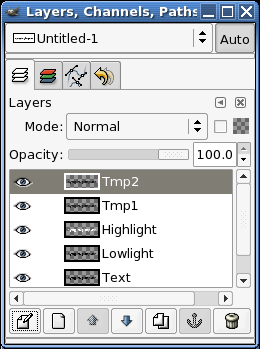 Layers, Channels, Paths
Untitled-1
Auto
Layers
Mode: Normal
Opacity: 100.0
Tmp2
Tmp1
Highlight
Lowlight
Text